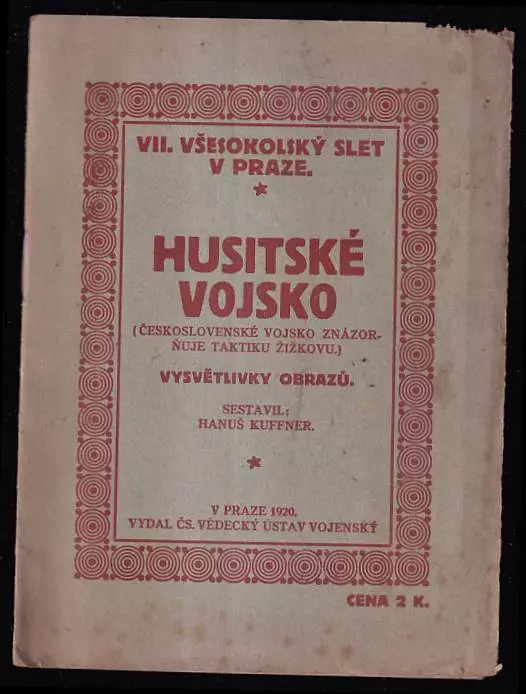 VII. VŠESOKOLSKÝ SLET
V PRAZE.
HUSITSKÉ
VOJSKO
(ČESKOSLOVENSKÉ VOJSKO ZNÁZOR-
ŇUJE TAKTIKU ŽIŽKOVU.)
VYSVĚTLIVKY OBRAZŮ.
SESTAVIL:
HANUŠ KUFFNER.
V PRAZE 1920.
VYDAL ČS. VĚDECKÝ ÚSTAV VOJENSKÝ
CENA 2 K.